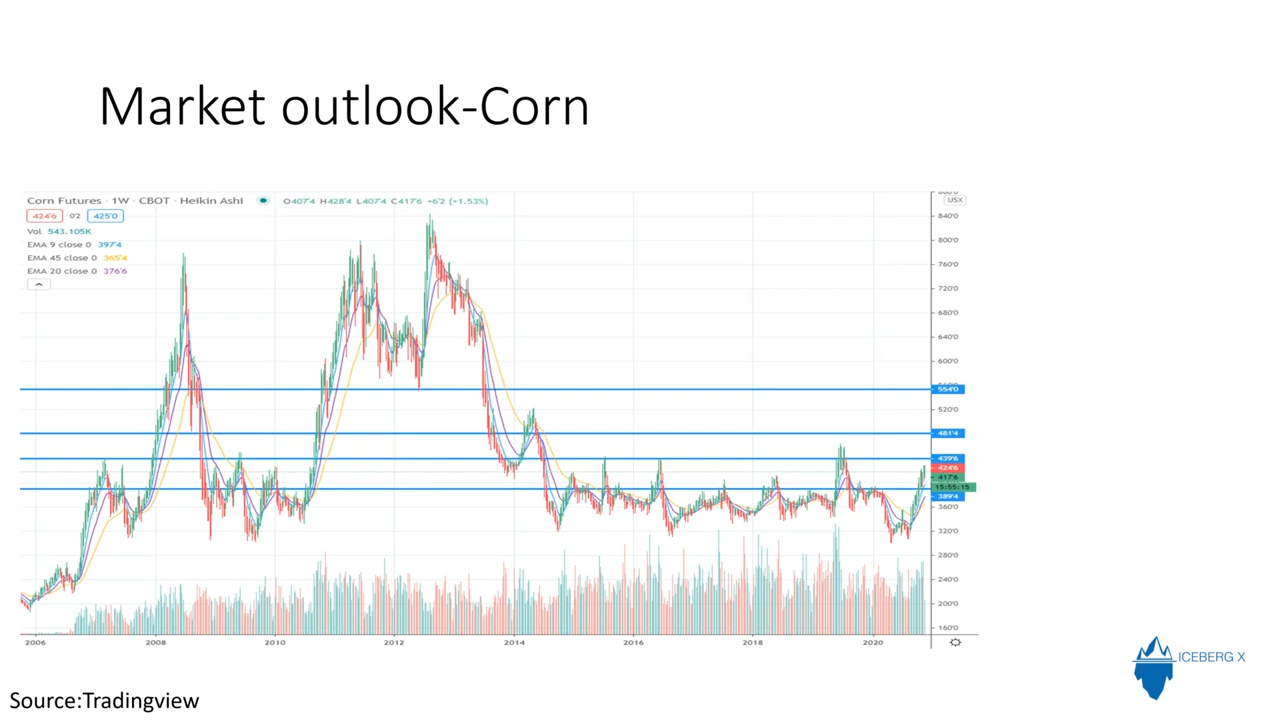 Market outlook-Corn
Corn Futures · 1W · CBOT · Heikin Ashi O407'4 H428'4 L407'4 C417'6 +6'2 (+1.53%)
424'6 0'2 425'0
Vol 543.105K
EMA 9 close 0 397'4
EMA 45 close 0 365'4
EMA 20 close 0 376'6
USX
840'0
800'0
760'0
720'0
680'0
640'0
600'0
554'0
520'0
481'4
439'6
424'6
417'6
15:55:15
389'4
360'0
320'0
280'0
240'0
200'0
160'0
2006 2008 2010 2012 2014 2016 2018 2020
ICEBERG X
Source:Tradingview